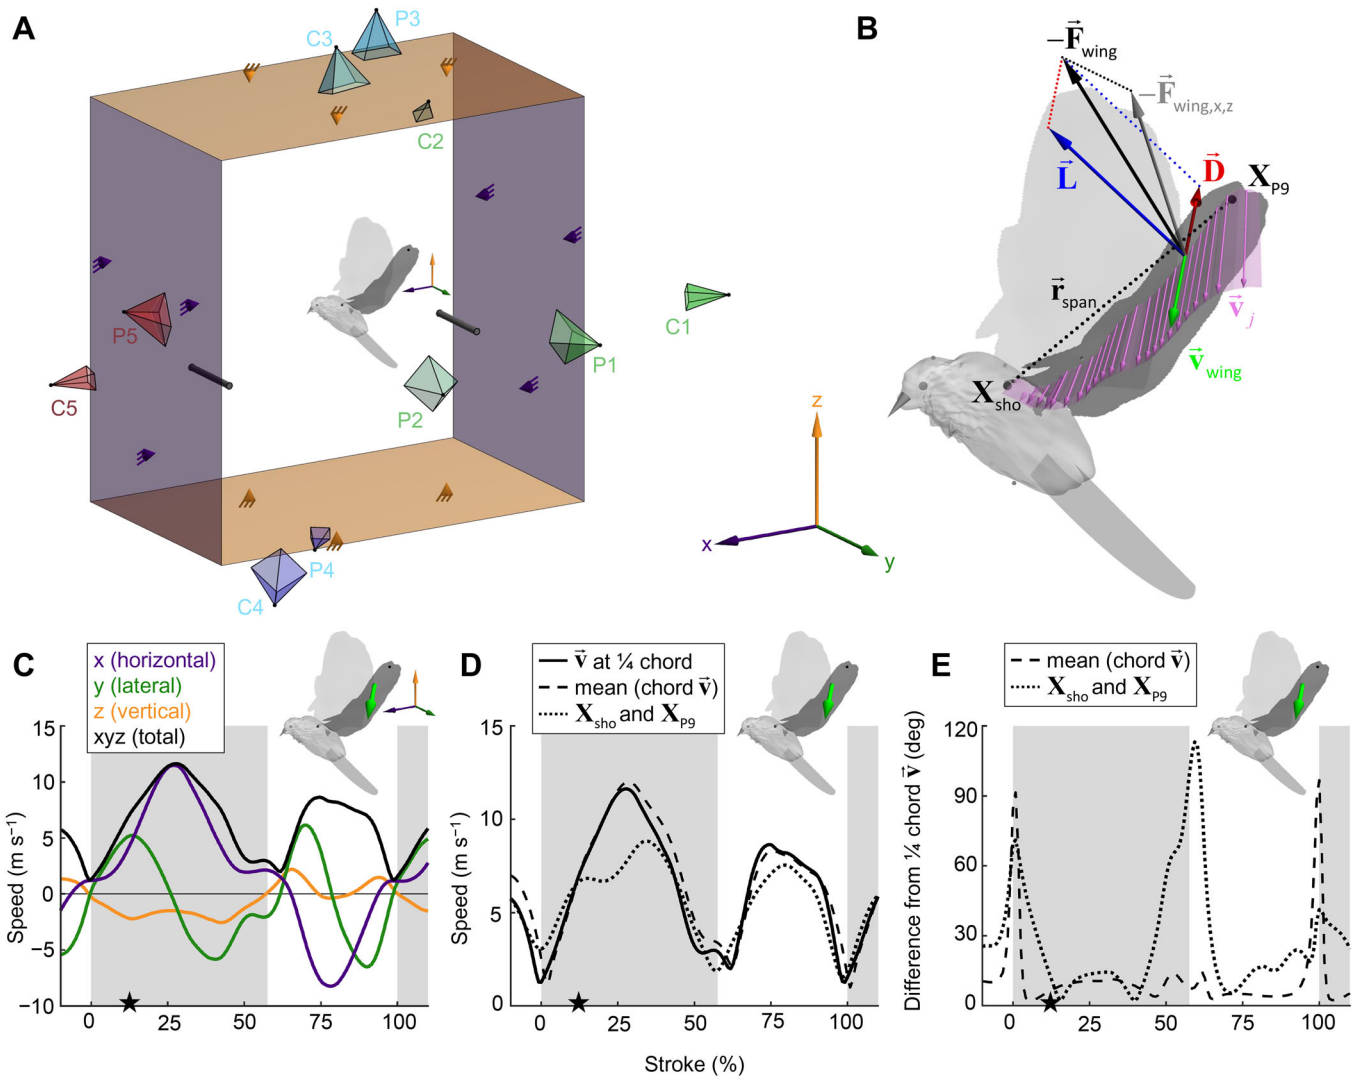 A
P3
C3
C2
C1
P5
P1
C5
P2
P4
C4
z
x
y
B
−F⃗wing
−F⃗wing,x,z
L⃗
D⃗
XP9
r⃗span
v⃗j
v⃗wing
Xsho
C
x (horizontal)
y (lateral)
z (vertical)
xyz (total)
Speed (m s⁻¹)
15
10
5
0
−5
−10
0
25
50
75
100
D
v⃗ at ¼ chord
mean (chord v⃗)
Xsho and XP9
Speed (m s⁻¹)
15
10
5
0
0
25
50
75
100
Stroke (%)
E
mean (chord v⃗)
Xsho and XP9
Difference from ¼ chord v⃗ (deg)
120
90
60
30
0
0
25
50
75
100